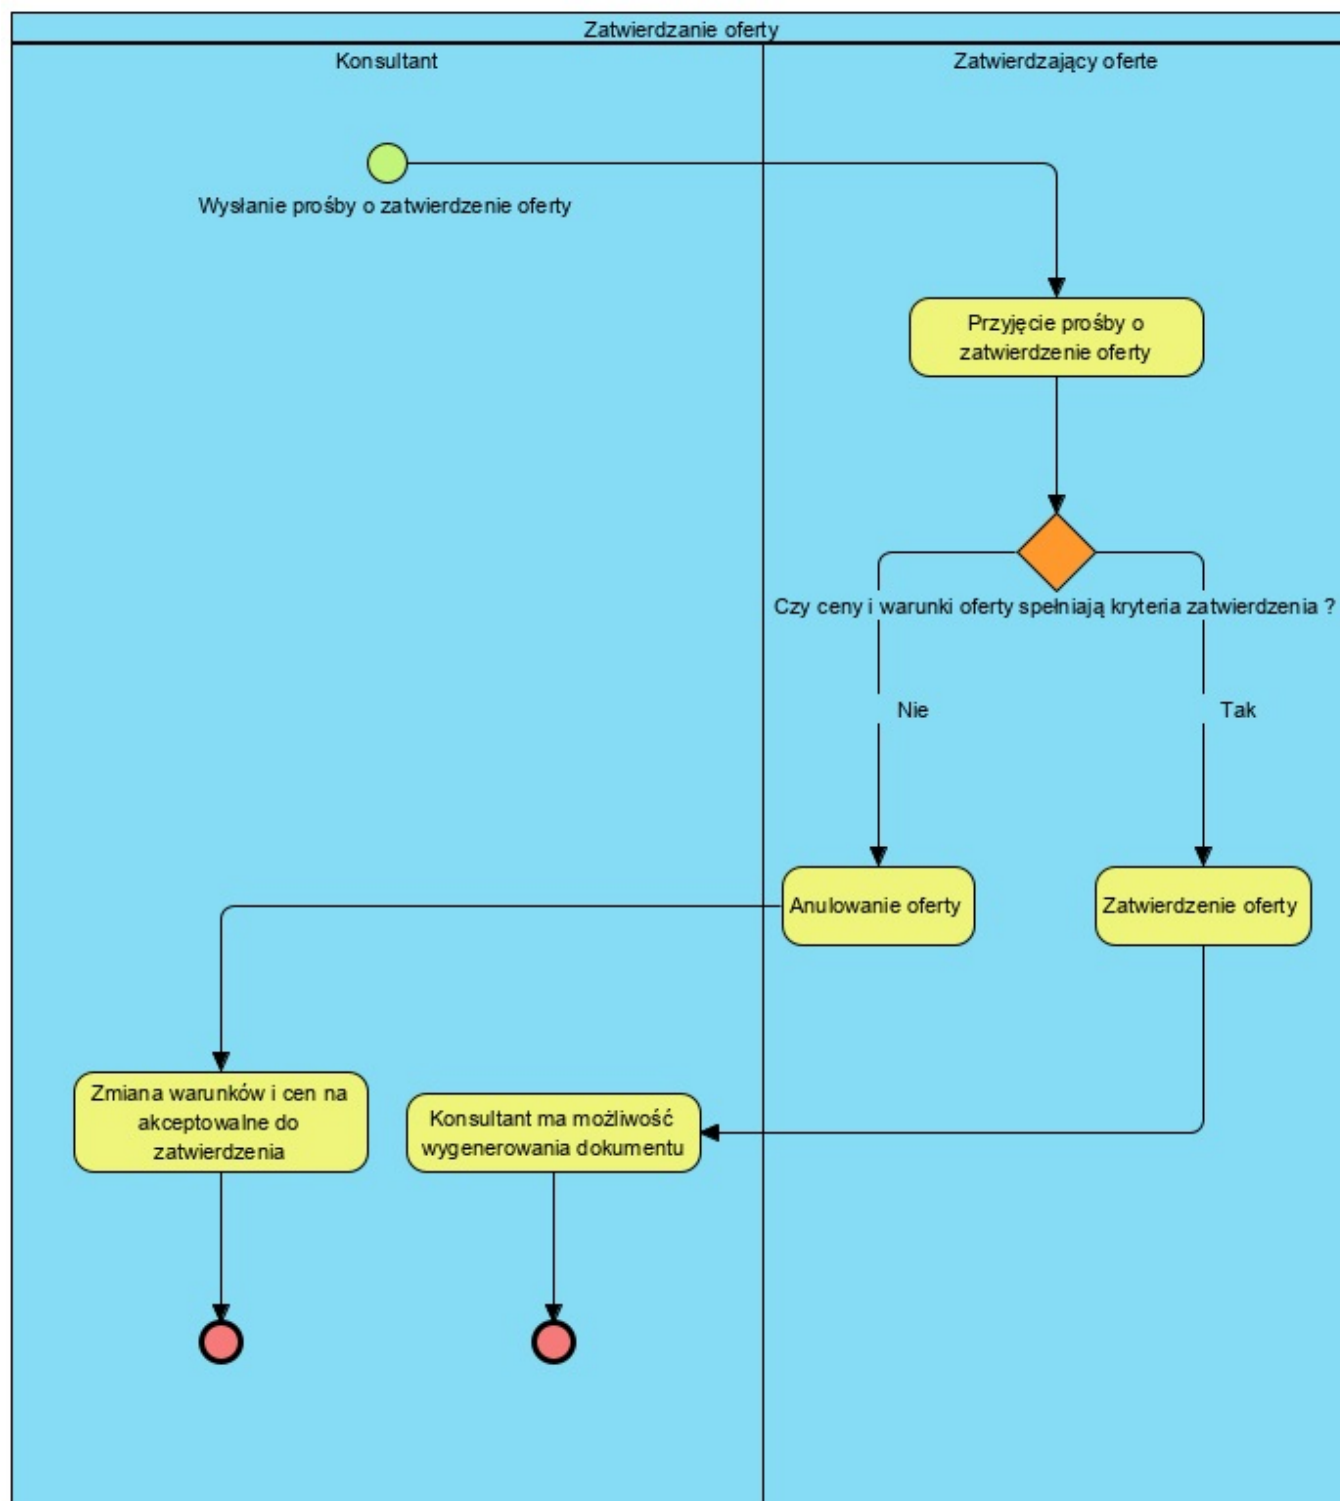 Zatwierdzanie oferty
Konsultant
Zatwierdzający oferte
Wysłanie prośby o zatwierdzenie oferty
Przyjęcie prośby o
zatwierdzenie oferty
Czy ceny i warunki oferty spełniają kryteria zatwierdzenia ?
Nie
Tak
Anulowanie oferty
Zatwierdzenie oferty
Zmiana warunków i cen na
akceptowalne do
zatwierdzenia
Konsultant ma możliwość
wygenerowania dokumentu